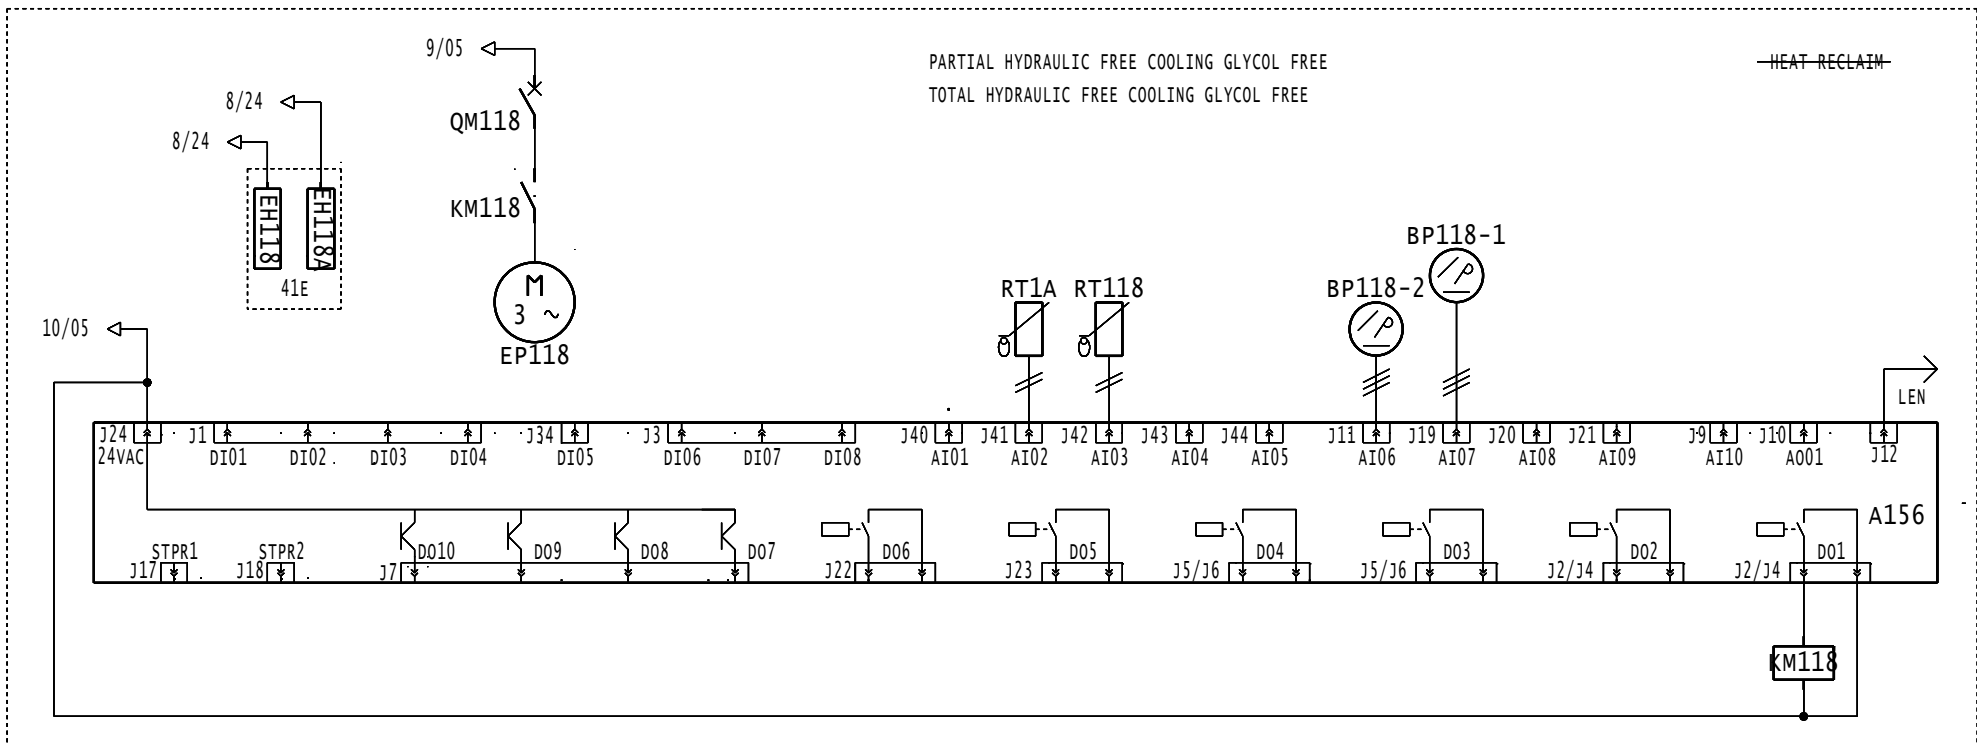 9/05
PARTIAL HYDRAULIC FREE COOLING GLYCOL FREE
HEAT RECLAIM
TOTAL HYDRAULIC FREE COOLING GLYCOL FREE
8/24
QM118
8/24
KM118
EH118
EH118A
41E
M
3 ~
EP118
BP118-1
P
RT1A
RT118
BP118-2
P
10/05
LEN
J24
J1
J34
J3
J40
J41
J42
J43
J44
J11
J19
J20
J21
J9
J10
J12
24VAC
DI01
DI02
DI03
DI04
DI05
DI06
DI07
DI08
AI01
AI02
AI03
AI04
AI05
AI06
AI07
AI08
AI09
AI10
AO01
A156
STPR1
STPR2
DO10
DO9
DO8
DO7
DO6
DO5
DO4
DO3
DO2
DO1
J17
J18
J7
J22
J23
J5/J6
J5/J6
J2/J4
J2/J4
KM118